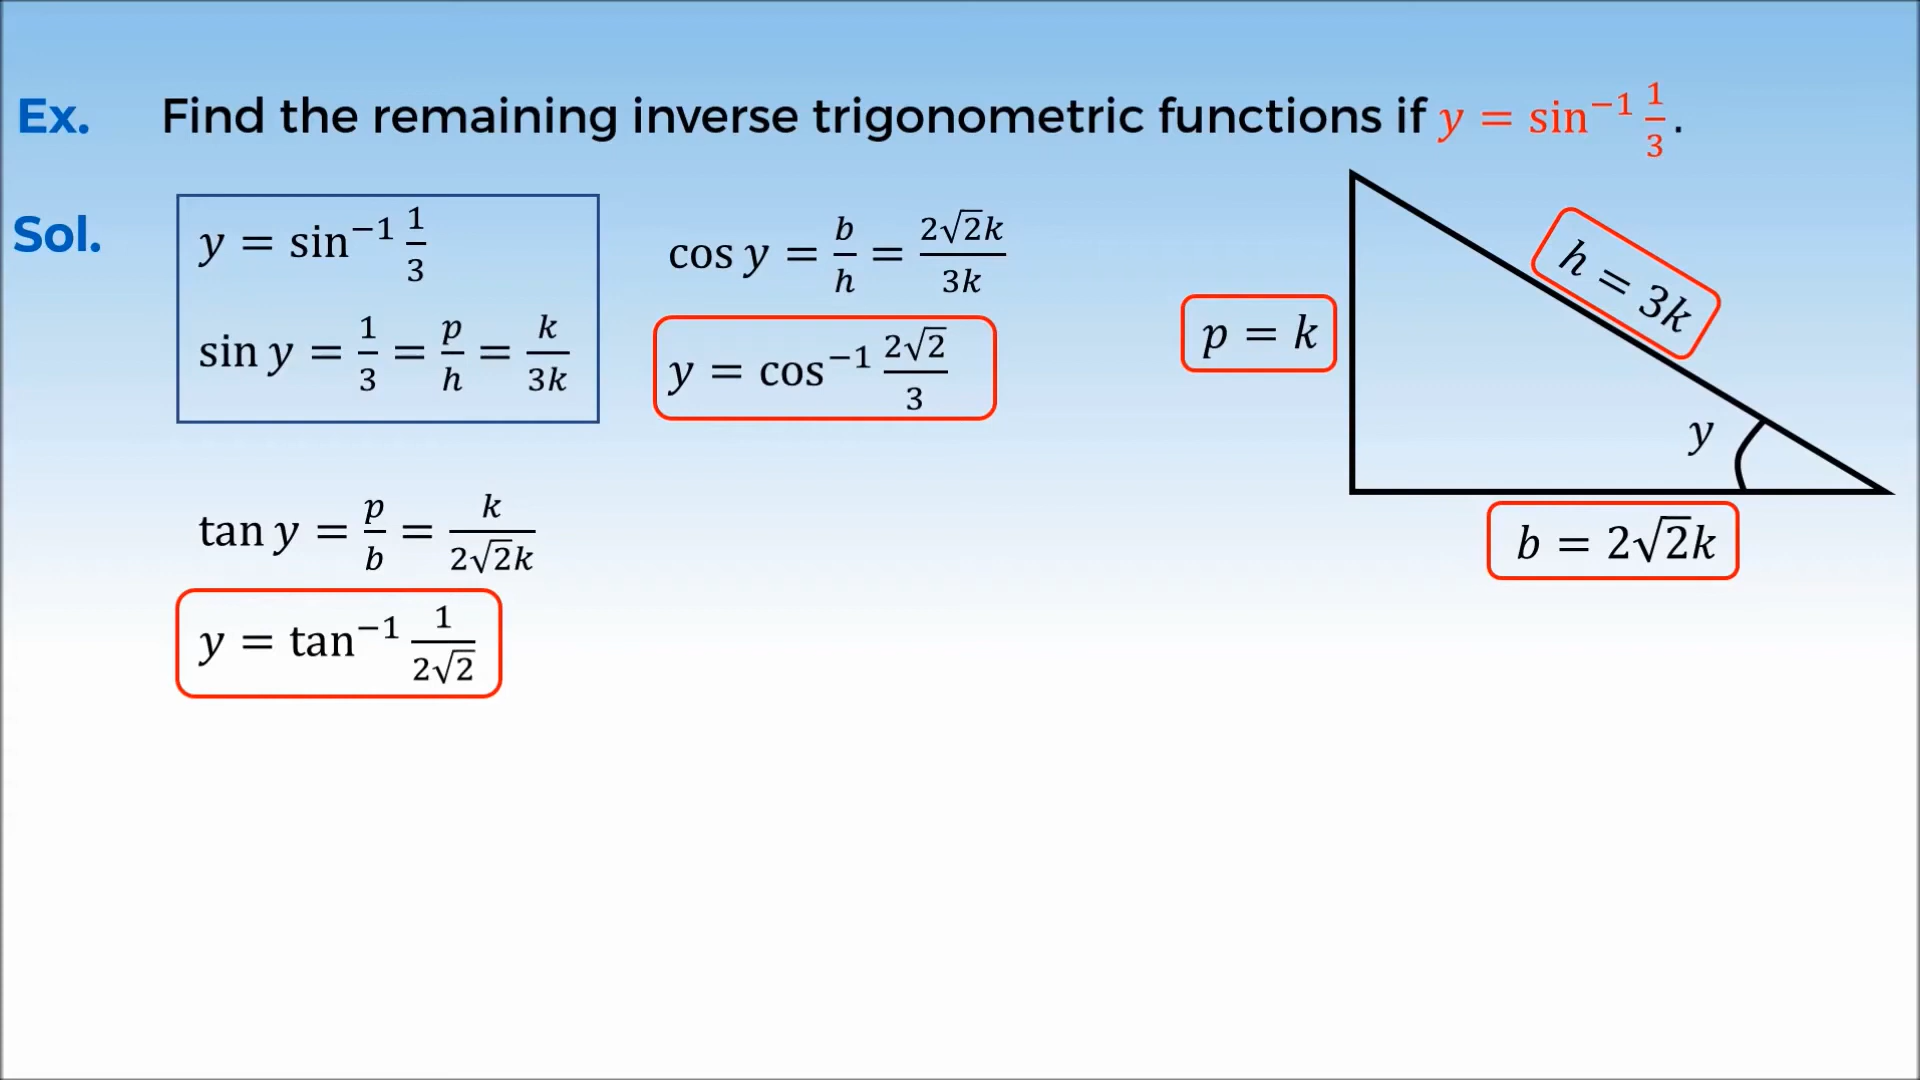 Ex. Find the remaining inverse trigonometric functions if y = sin⁻¹ 1/3.
Sol.
y = sin⁻¹ 1/3
sin y = 1/3 = p/h = k/3k
cos y = b/h = 2√2k/3k
y = cos⁻¹ 2√2/3
tan y = p/b = k/2√2k
y = tan⁻¹ 1/2√2
p = k
h = 3k
y
b = 2√2k